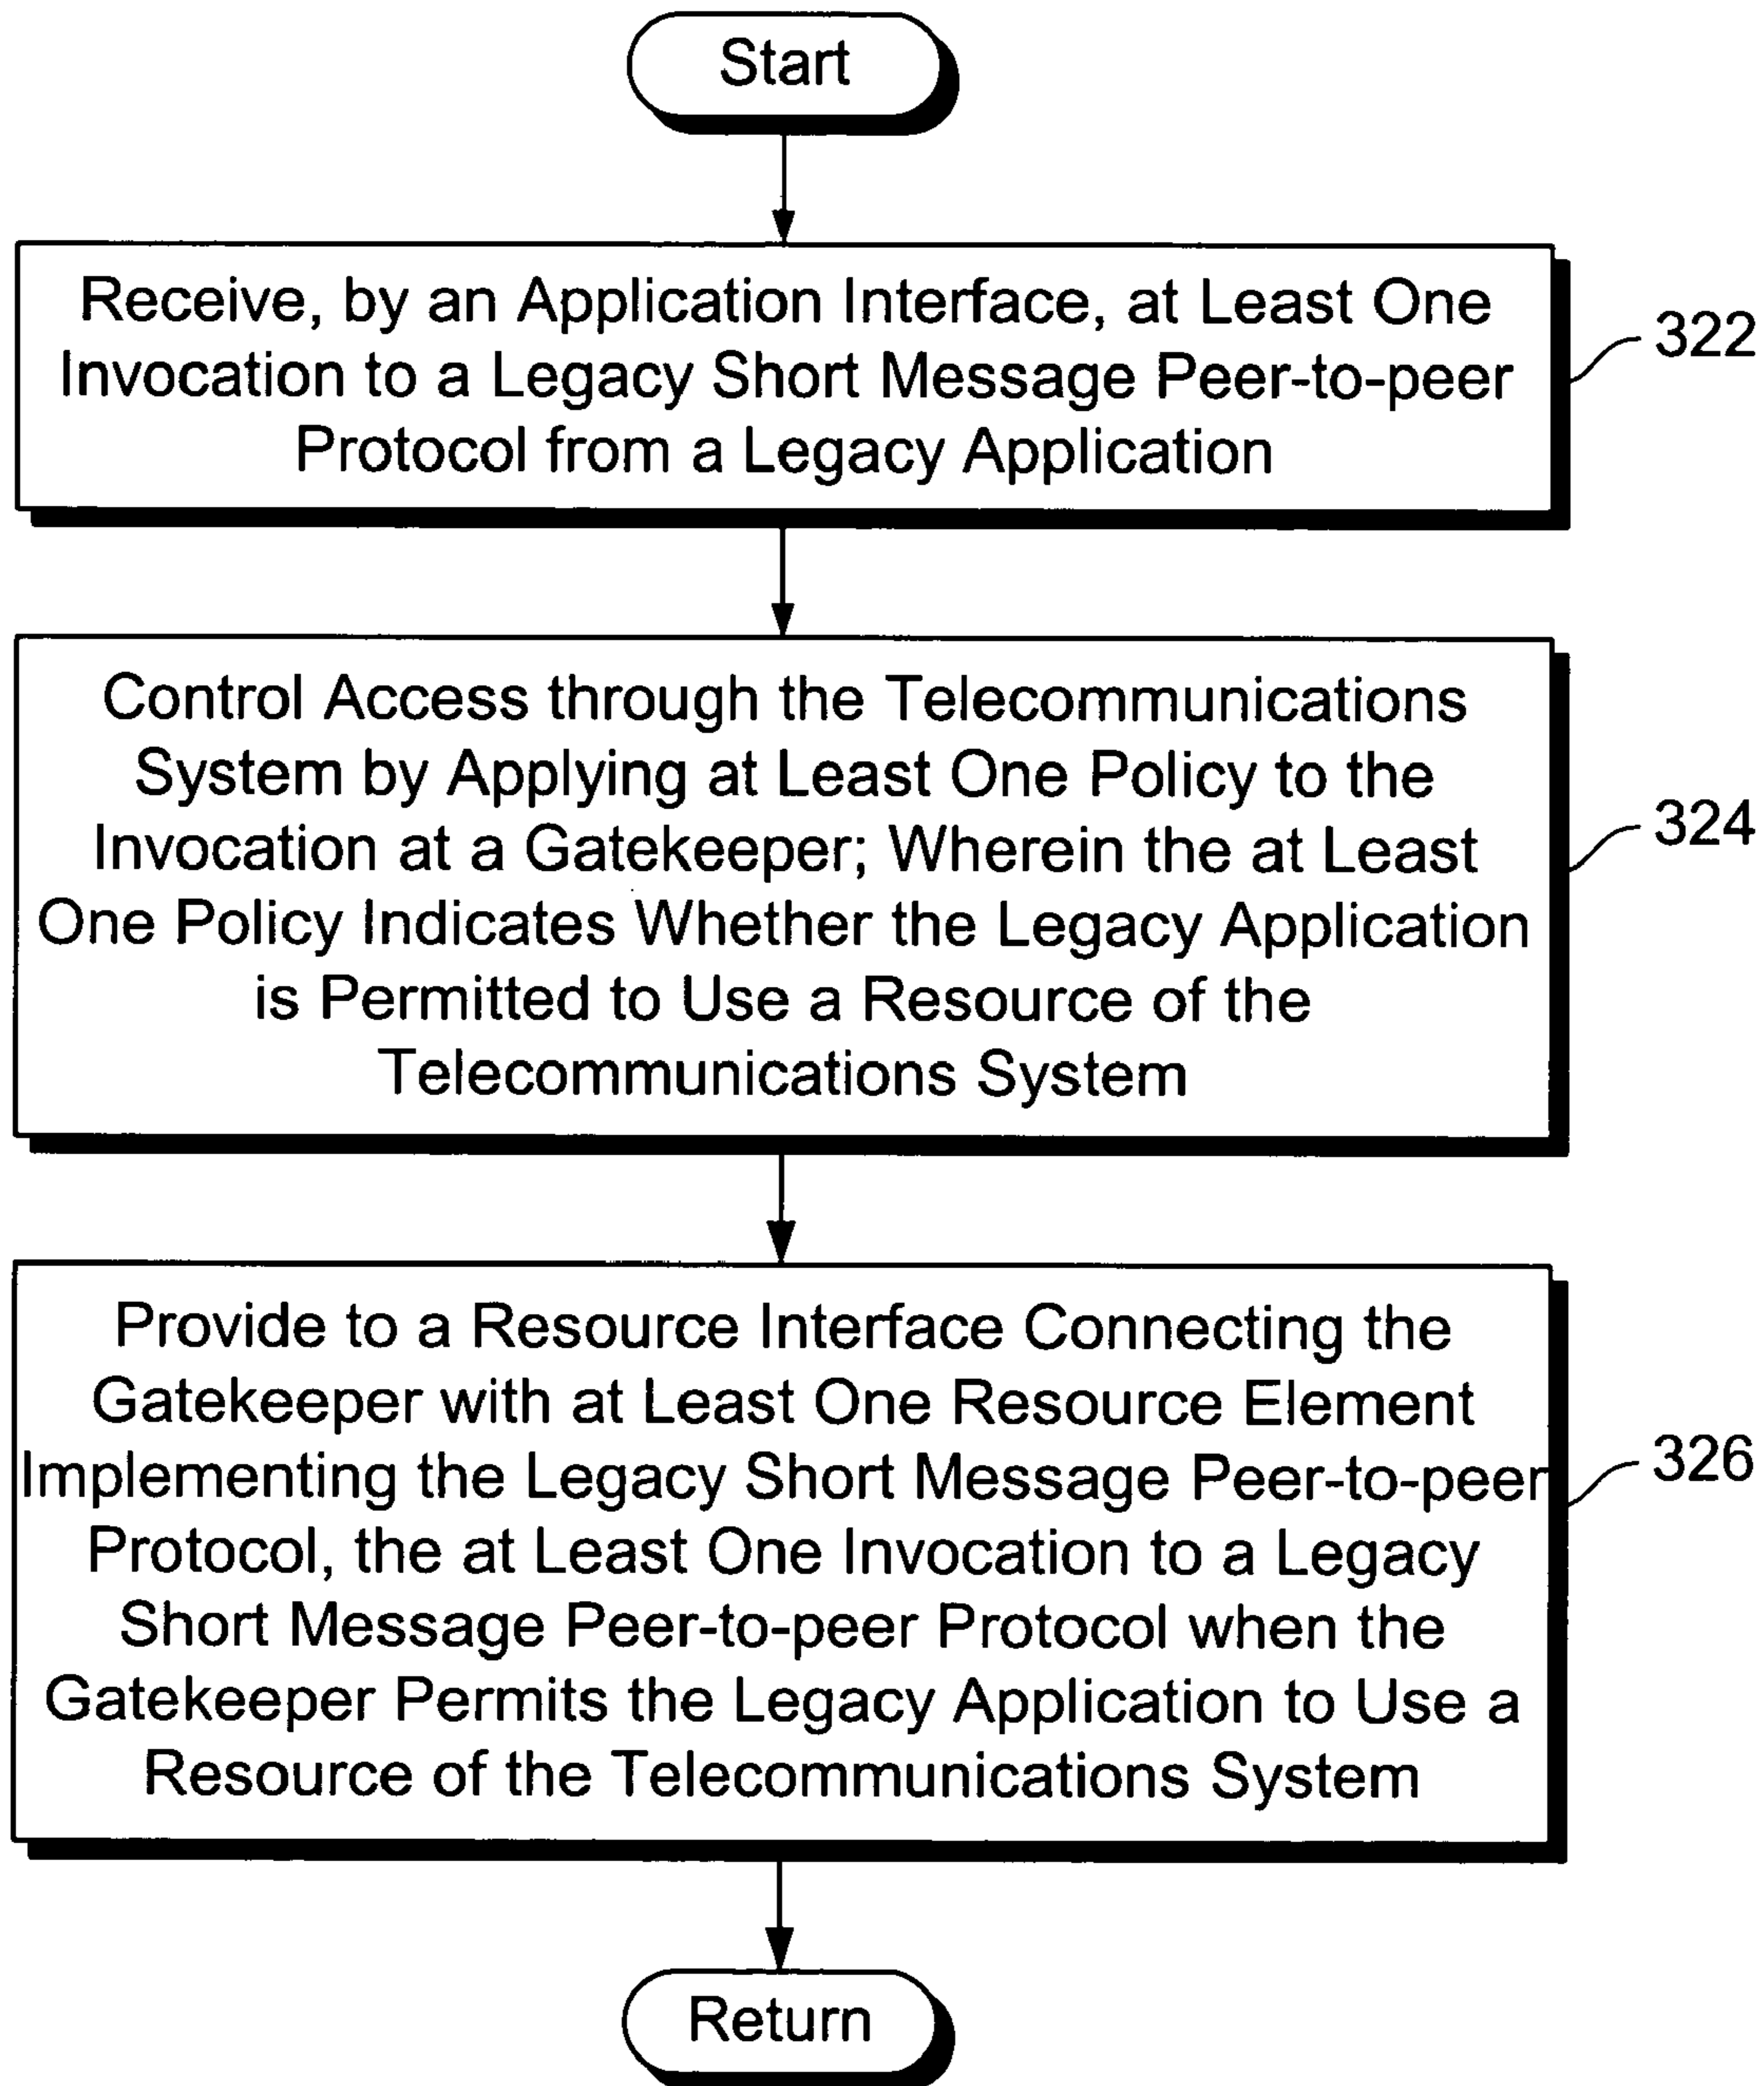 Start
Receive, by an Application Interface, at Least One
Invocation to a Legacy Short Message Peer-to-peer
Protocol from a Legacy Application
322
Control Access through the Telecommunications
System by Applying at Least One Policy to the
Invocation at a Gatekeeper; Wherein the at Least
One Policy Indicates Whether the Legacy Application
is Permitted to Use a Resource of the
Telecommunications System
324
Provide to a Resource Interface Connecting the
Gatekeeper with at Least One Resource Element
Implementing the Legacy Short Message Peer-to-peer
Protocol, the at Least One Invocation to a Legacy
Short Message Peer-to-peer Protocol when the
Gatekeeper Permits the Legacy Application to Use a
Resource of the Telecommunications System
326
Return